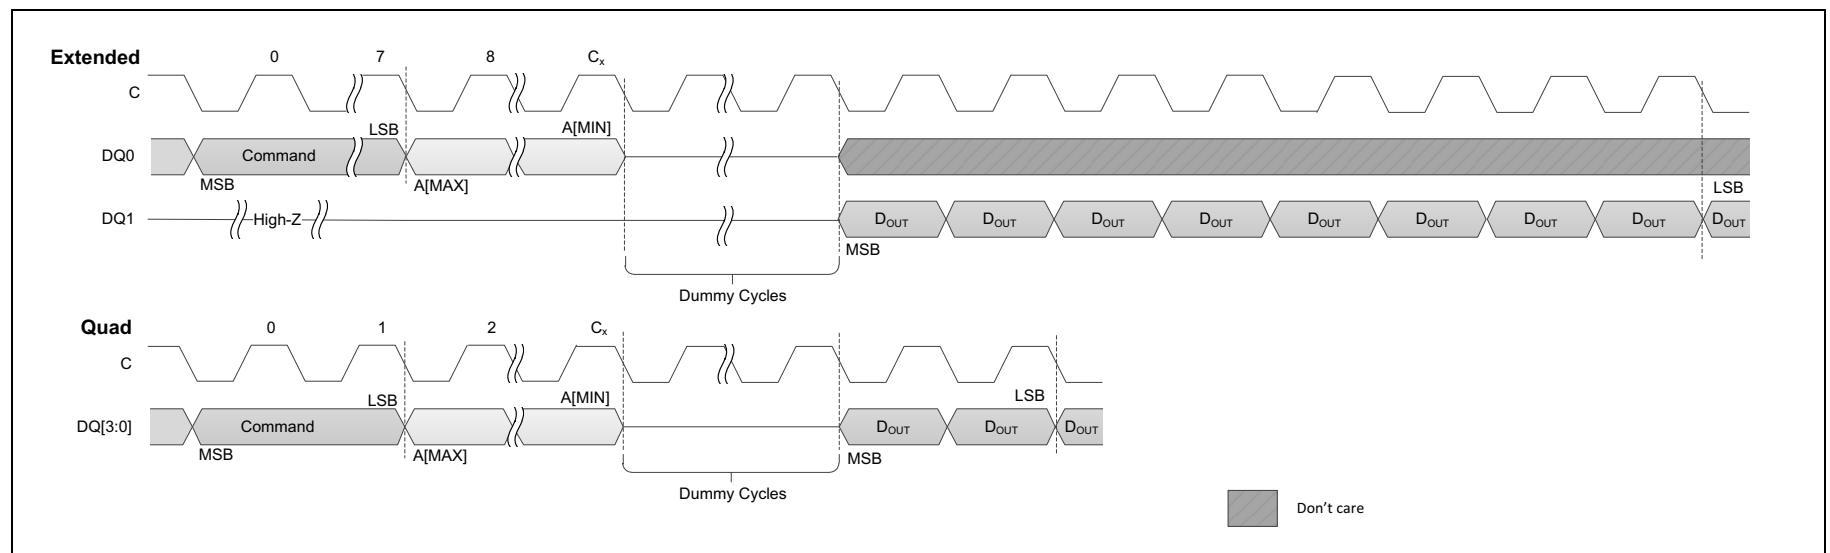 Extended 0 7 8 Cx
C
LSB A[MIN]
DQ0 Command
MSB A[MAX] LSB
DQ1 High-Z DOUT DOUT DOUT DOUT DOUT DOUT DOUT DOUT DOUT
MSB
Dummy Cycles
Quad 0 1 2 Cx
C
LSB A[MIN] LSB
DQ[3:0] Command DOUT DOUT DOUT
MSB A[MAX] MSB
Dummy Cycles
Don't care